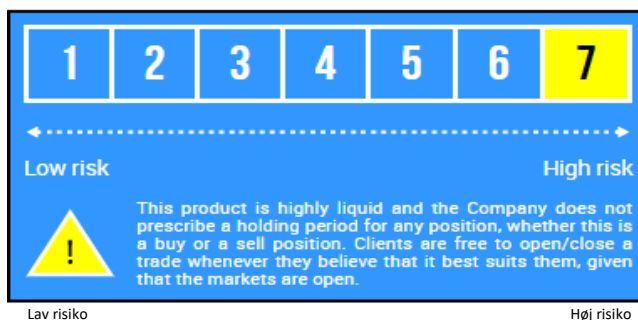 1 2 3 4 5 6 7
Low risk High risk
!
This product is highly liquid and the Company does not
prescribe a holding period for any position, whether this is
a buy or a sell position. Clients are free to open/close a
trade whenever they believe that it best suits them, given
that the markets are open.
Lav risiko Høj risiko